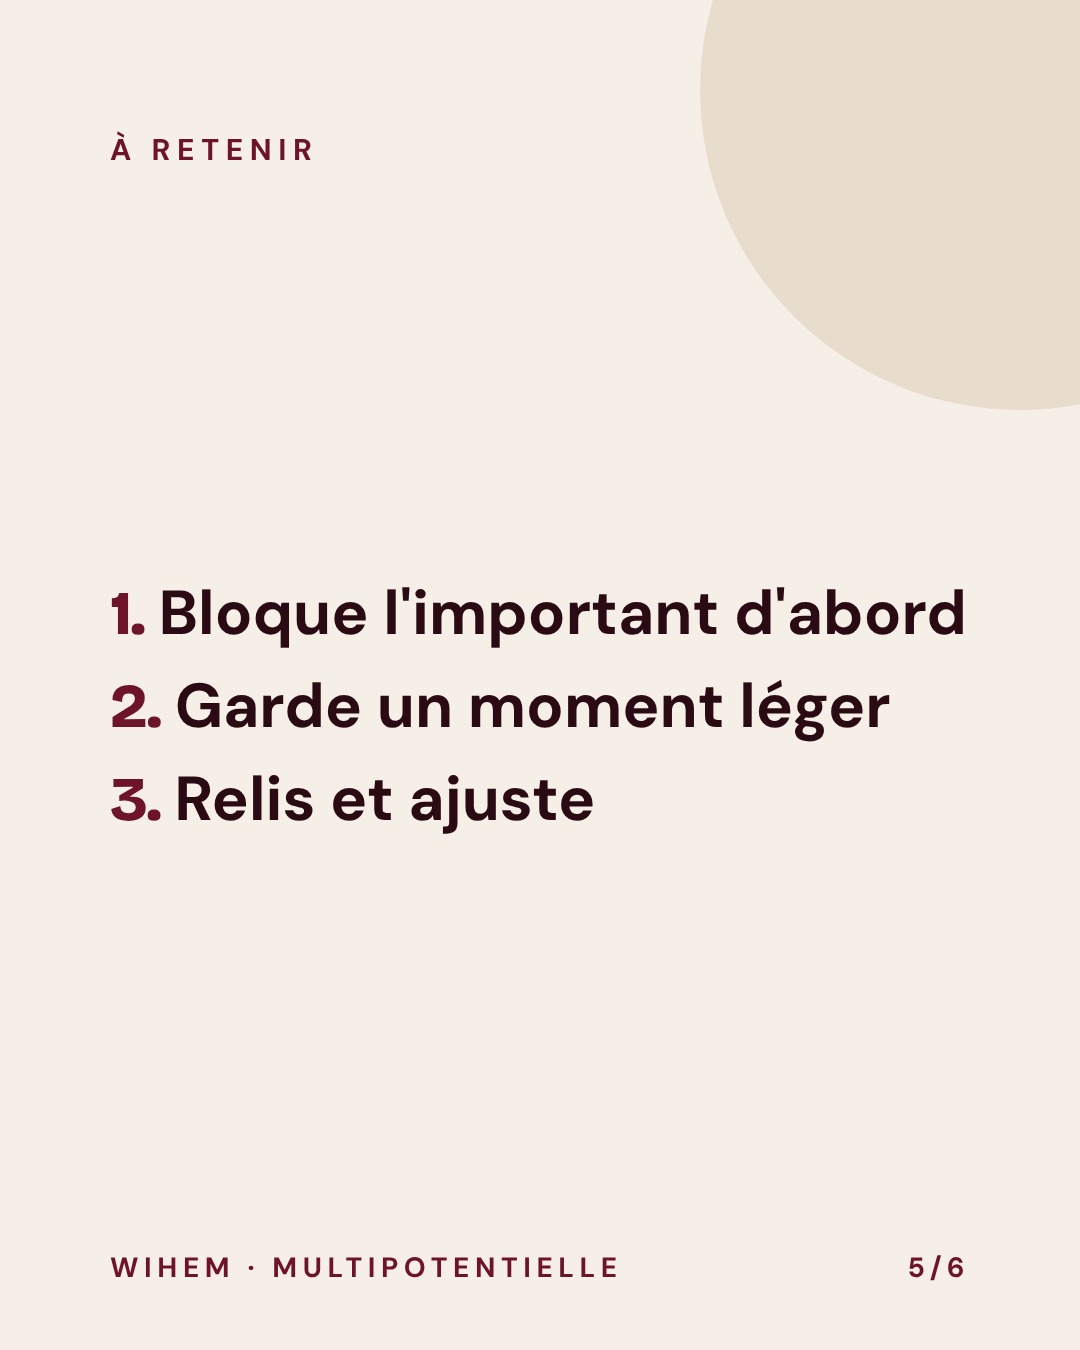 À RETENIR
1. Bloque l'important d'abord
2. Garde un moment léger
3. Relis et ajuste
WIHEM · MULTIPOTENTIELLE
5/6